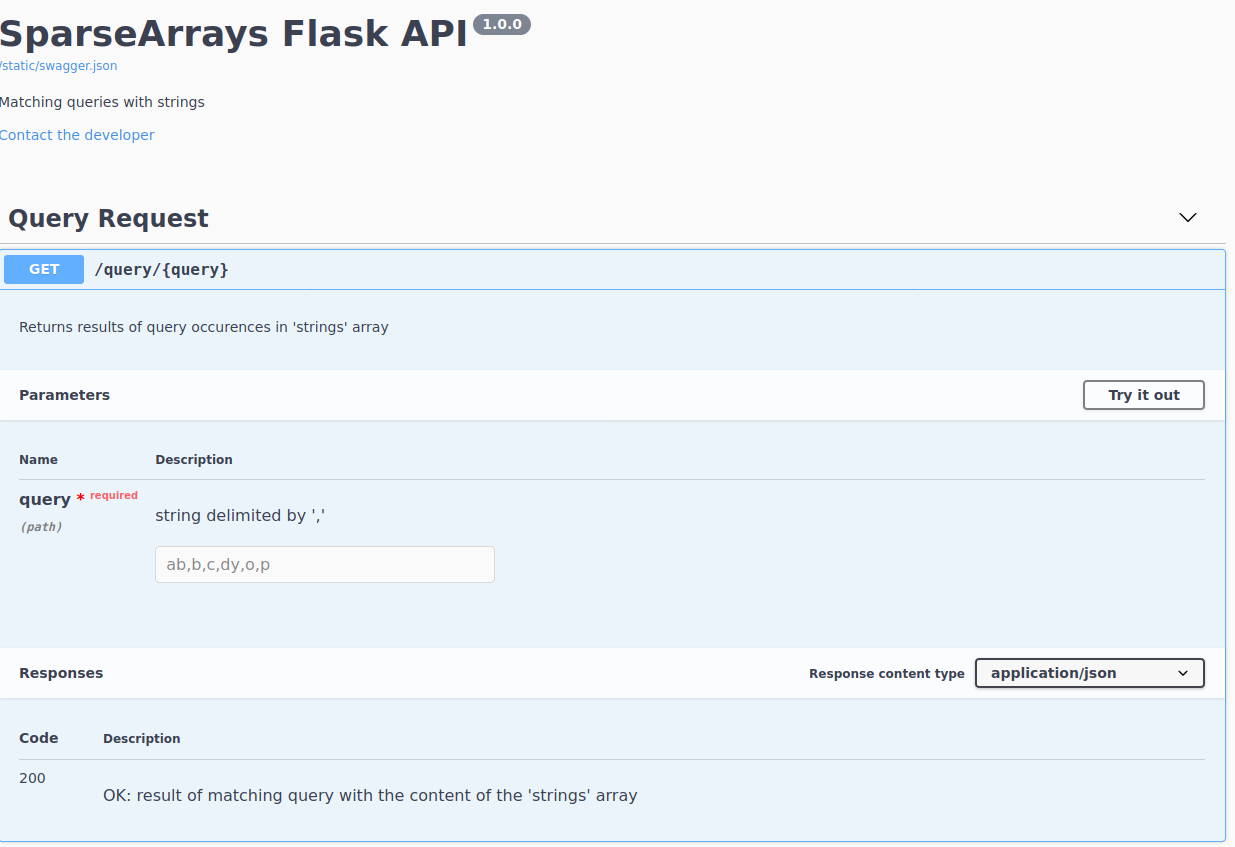 SparseArrays Flask API 1.0.0
/static/swagger.json
Matching queries with strings
Contact the developer
Query Request
GET /query/{query}
Returns results of query occurences in 'strings' array
Parameters Try it out
Name Description
query * required
string delimited by ','
(path)
ab,b,c,dy,o,p
Responses Response content type application/json
Code Description
200
OK: result of matching query with the content of the 'strings' array